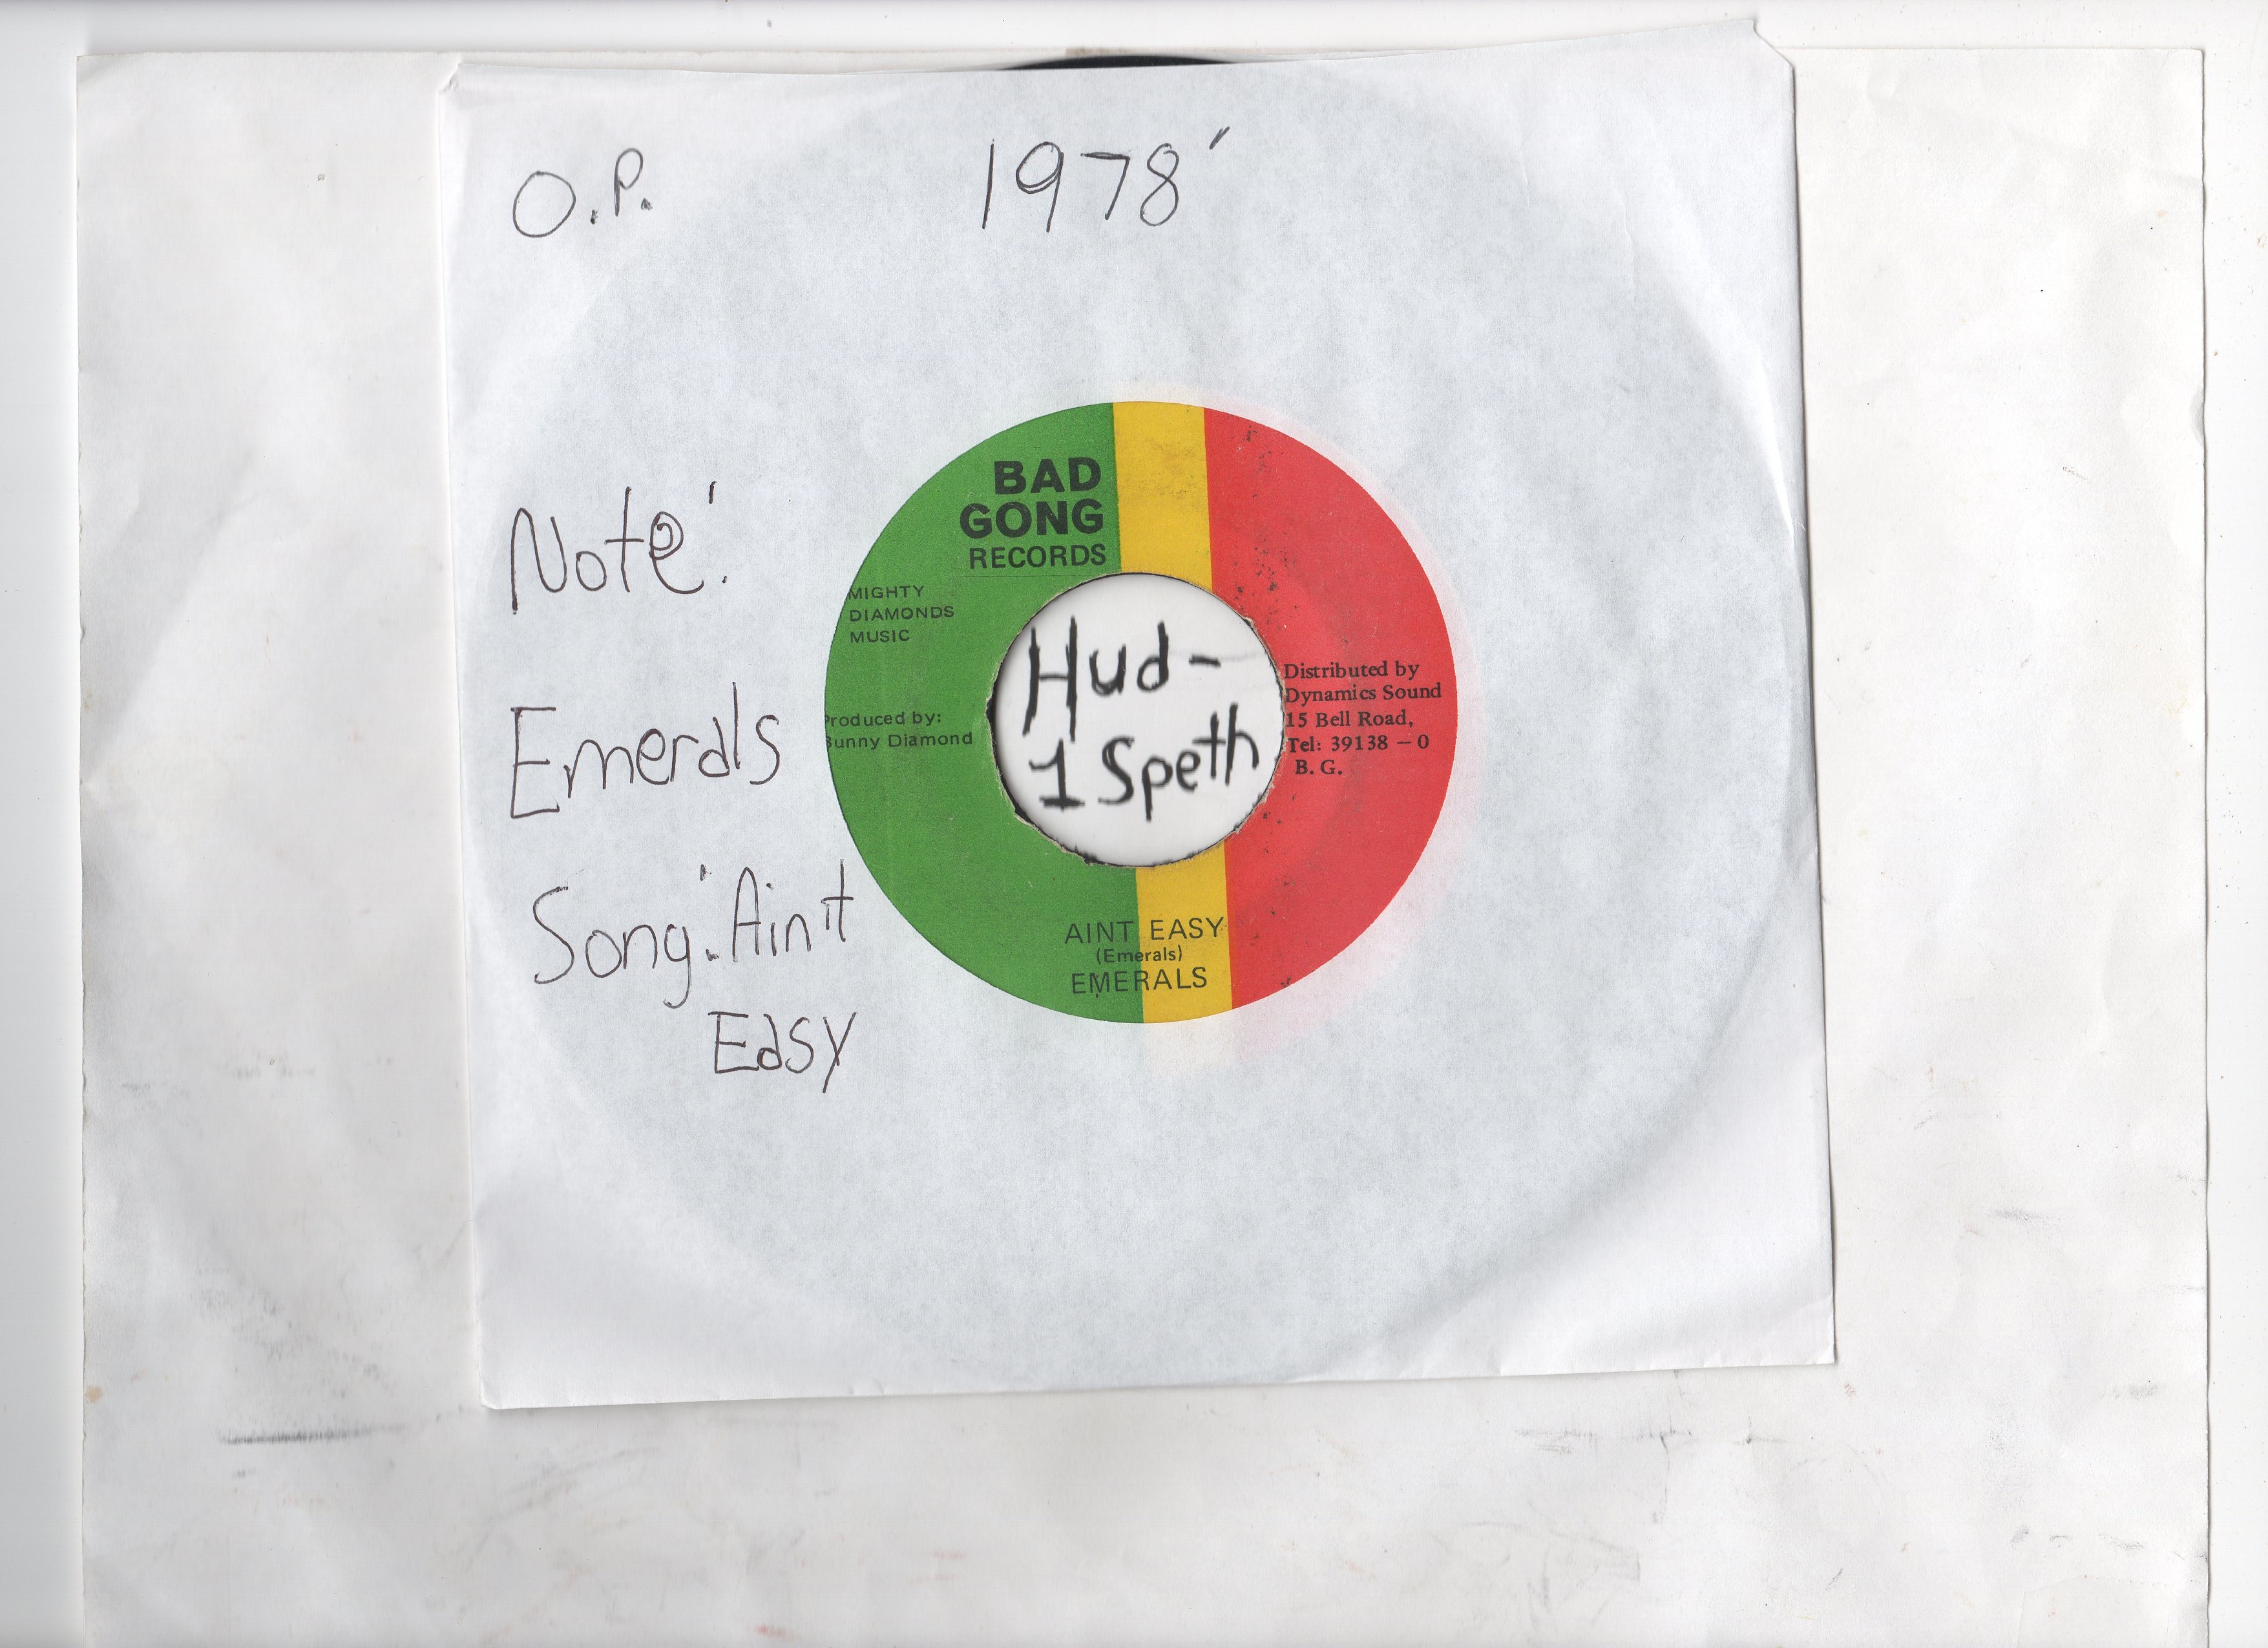 O.P.
1978'
Note:
Emerals
Song: Ain't
Easy
BAD
GONG
RECORDS
MIGHTY
DIAMONDS
MUSIC
Produced by:
Bunny Diamond
Hud-
1 Speth
Distributed by
Dynamics Sound
15 Bell Road,
Tel: 39138 – 0
B. G.
AINT EASY
(Emerals)
EMERALS